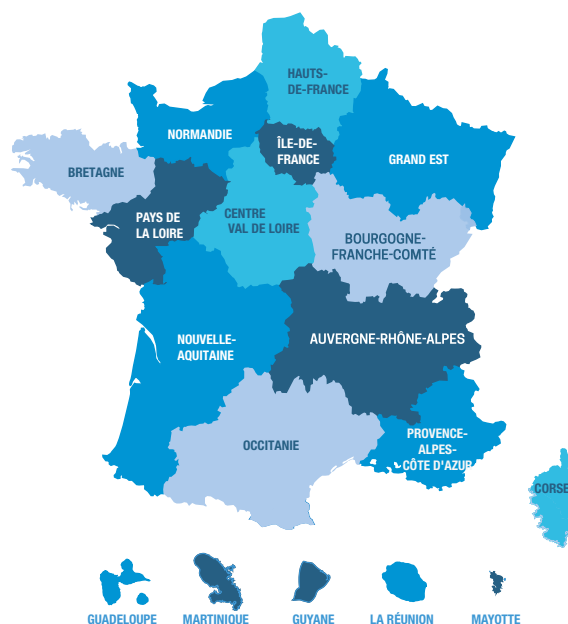 HAUTS-
DE-FRANCE
NORMANDIE
ÎLE-DE-
FRANCE
GRAND EST
BRETAGNE
PAYS DE
LA LOIRE
CENTRE
VAL DE LOIRE
BOURGOGNE-
FRANCHE-COMTÉ
NOUVELLE-
AQUITAINE
AUVERGNE-RHÔNE-ALPES
OCCITANIE
PROVENCE-
ALPES-
CÔTE D'AZUR
CORSE
GUADELOUPE
MARTINIQUE
GUYANE
LA RÉUNION
MAYOTTE